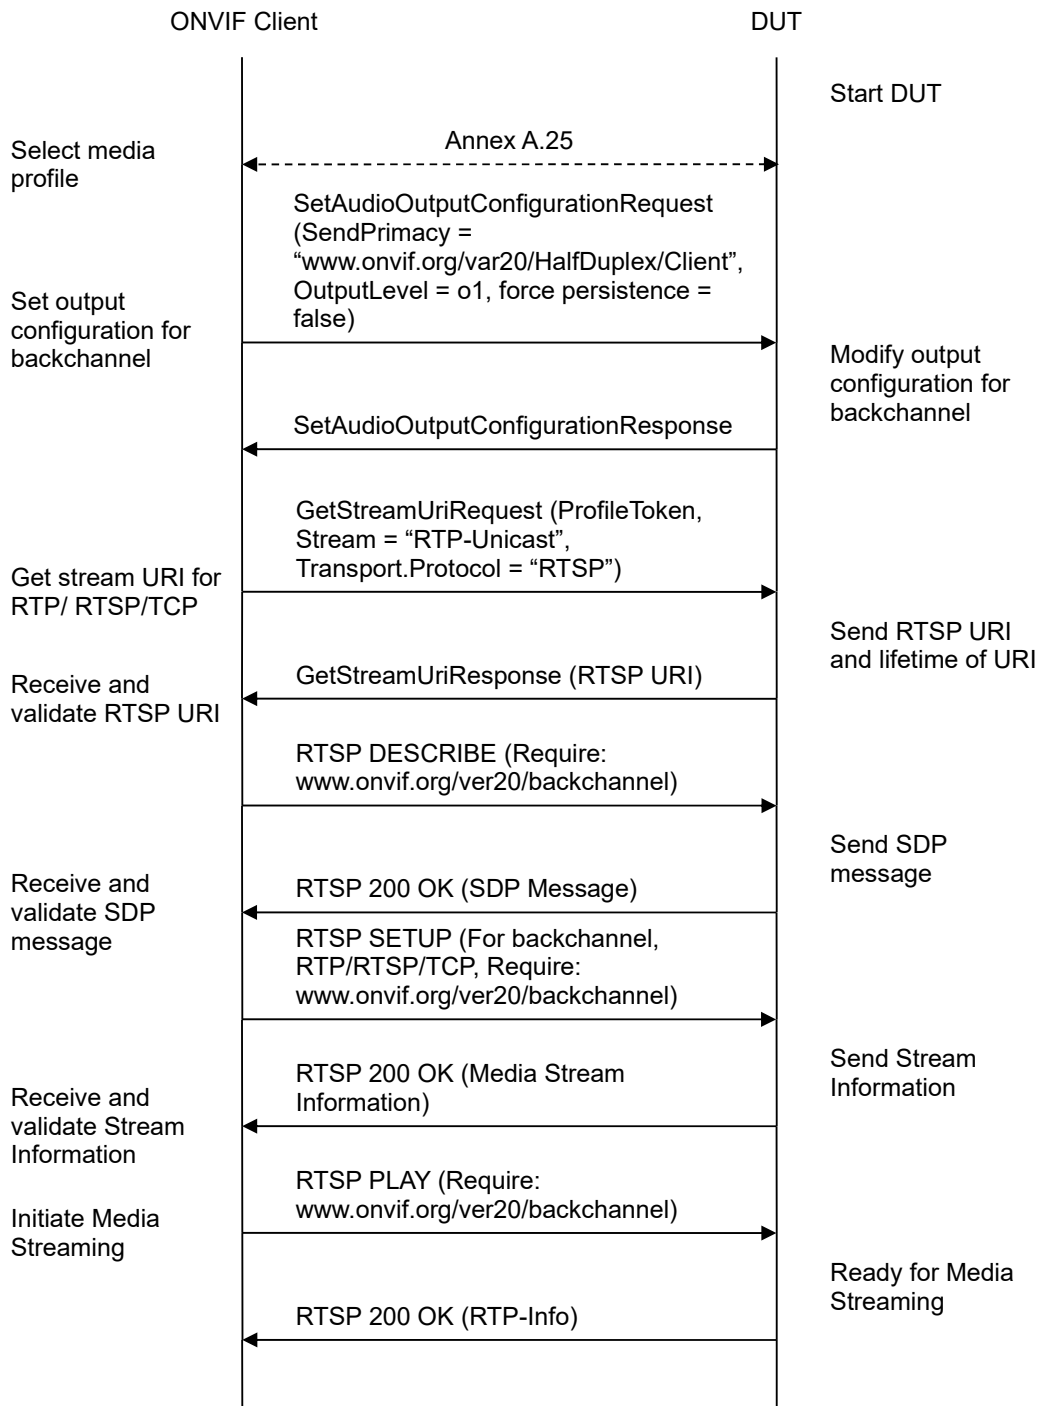 ONVIF Client
DUT
Start DUT
Annex A.25
Select media
profile
SetAudioOutputConfigurationRequest
(SendPrimacy =
“www.onvif.org/var20/HalfDuplex/Client”,
OutputLevel = o1, force persistence =
false)
Set output
configuration for
backchannel
Modify output
configuration for
backchannel
SetAudioOutputConfigurationResponse
GetStreamUriRequest (ProfileToken,
Stream = “RTP-Unicast”,
Transport.Protocol = “RTSP”)
Get stream URI for
RTP/ RTSP/TCP
Send RTSP URI
and lifetime of URI
GetStreamUriResponse (RTSP URI)
Receive and
validate RTSP URI
RTSP DESCRIBE (Require:
www.onvif.org/ver20/backchannel)
Send SDP
message
Receive and
validate SDP
message
RTSP 200 OK (SDP Message)
RTSP SETUP (For backchannel,
RTP/RTSP/TCP, Require:
www.onvif.org/ver20/backchannel)
Send Stream
Information
RTSP 200 OK (Media Stream
Information)
Receive and
validate Stream
Information
RTSP PLAY (Require:
www.onvif.org/ver20/backchannel)
Initiate Media
Streaming
Ready for Media
Streaming
RTSP 200 OK (RTP-Info)